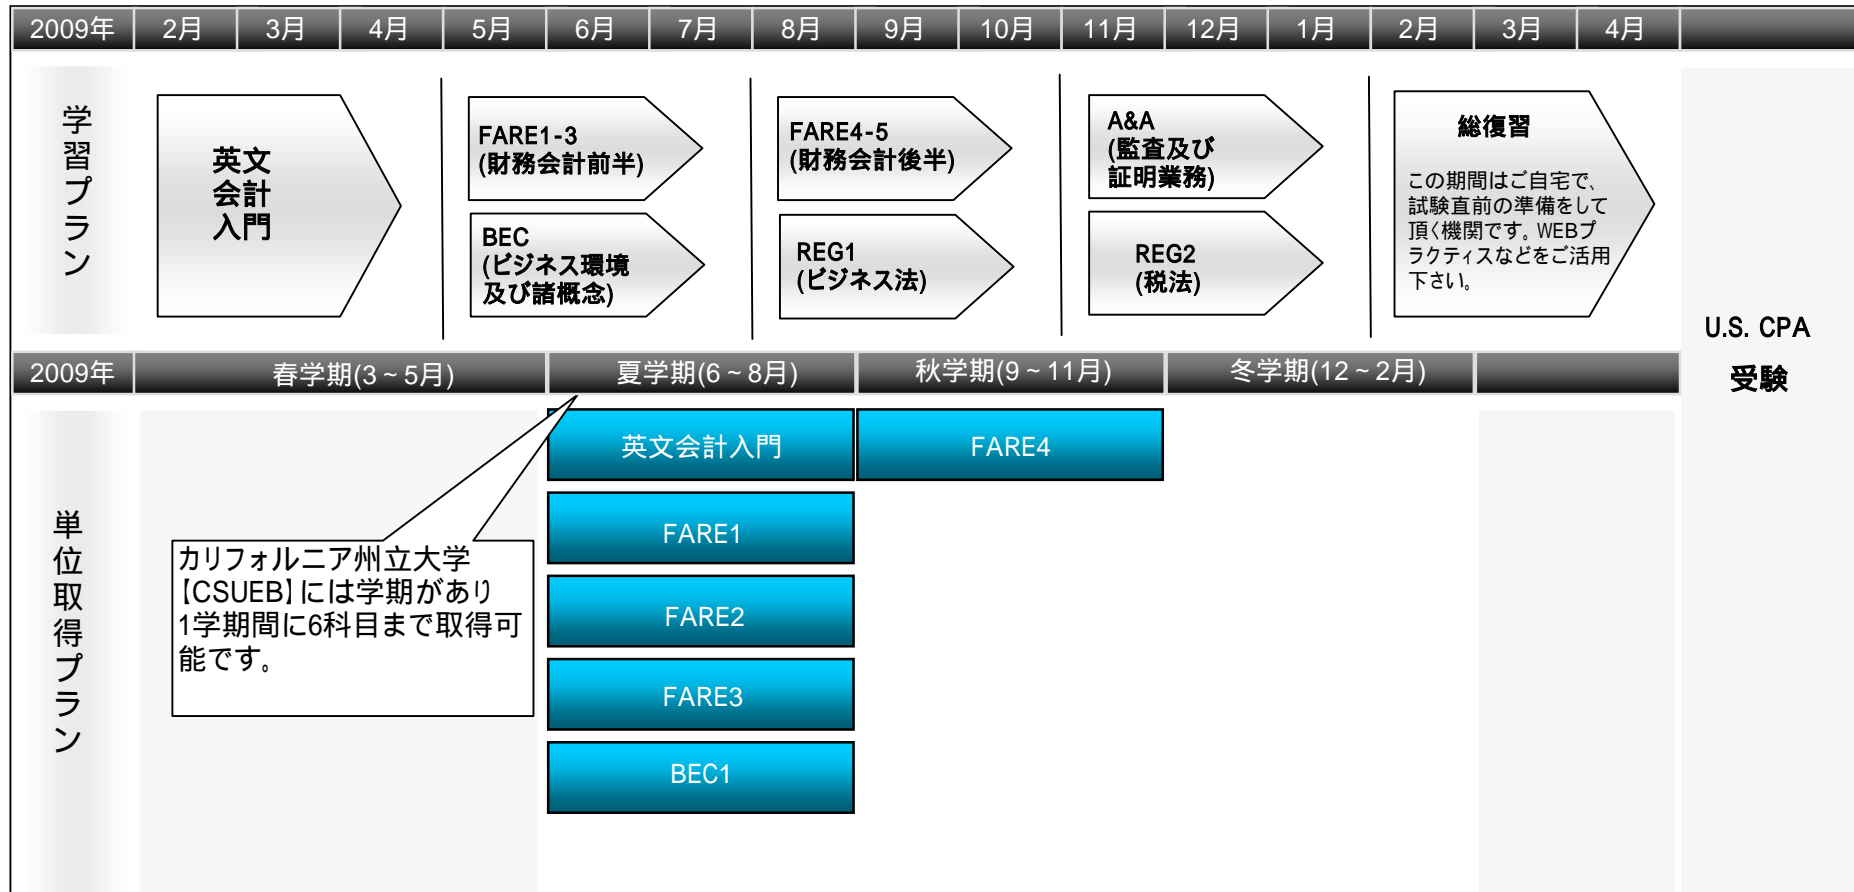 2009年 2月 3月 4月 5月 6月 7月 8月 9月 10月 11月 12月 1月 2月 3月 4月
学習プラン
英文
会計
入門
FARE1-3
(財務会計前半)
BEC
(ビジネス環境
及び諸概念)
FARE4-5
(財務会計後半)
REG1
(ビジネス法)
A&A
(監査及び
証明業務)
REG2
(税法)
総復習
この期間はご自宅で、
試験直前の準備をして
頂く機関です。WEBプ
ラクティスなどをご活用
下さい。
U.S. CPA
受験
2009年 春学期(3~5月) 夏学期(6~8月) 秋学期(9~11月) 冬学期(12~2月)
単位取得プラン
カリフォルニア州立大学
【CSUEB】には学期があり
1学期間に6科目まで取得可
能です。
英文会計入門 FARE4
FARE1
FARE2
FARE3
BEC1